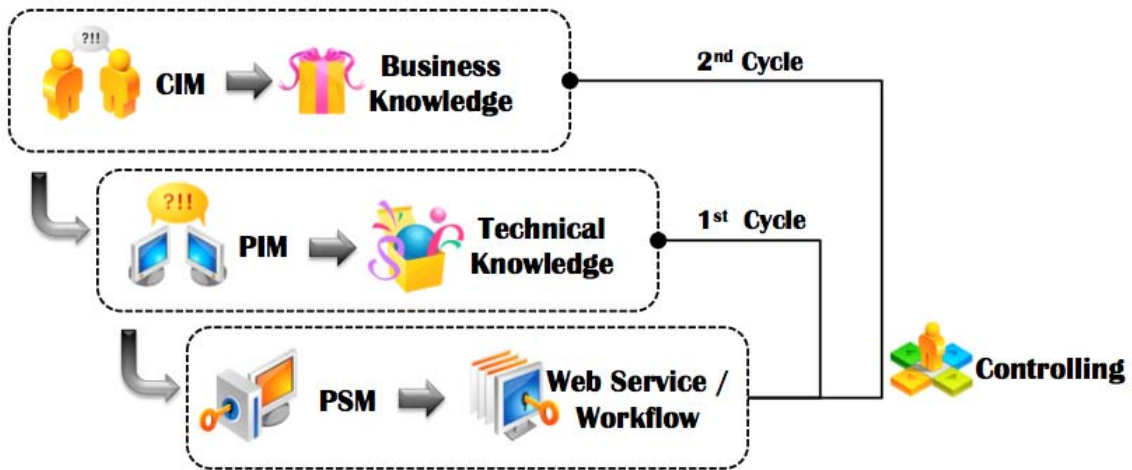 ?!!
CIM
Business
Knowledge
2nd Cycle
?!!
PIM
Technical
Knowledge
1st Cycle
PSM
Web Service /
Workflow
Controlling